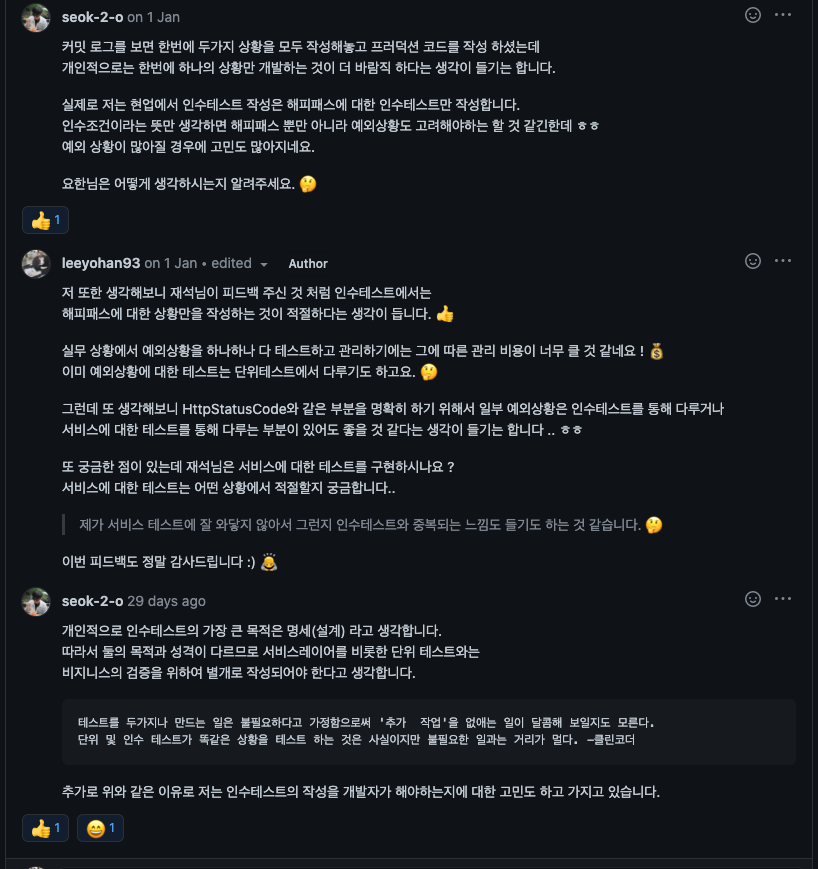 seok-2-o on 1 Jan
커밋 로그를 보면 한번에 두가지 상황을 모두 작성해놓고 프러덕션 코드를 작성 하셨는데
개인적으로는 한번에 하나의 상황만 개발하는 것이 더 바람직 하다는 생각이 들기는 합니다.
실제로 저는 현업에서 인수테스트 작성은 해피패스에 대한 인수테스트만 작성합니다.
인수조건이라는 뜻만 생각하면 해피패스 뿐만 아니라 예외상황도 고려해야하는 할 것 같긴한데 ㅎㅎ
예외 상황이 많아질 경우에 고민도 많아지네요.
요한님은 어떻게 생각하시는지 알려주세요. 🤔
👍 1
leeyohan93 on 1 Jan • edited Author
저 또한 생각해보니 재석님이 피드백 주신 것 처럼 인수테스트에서는
해피패스에 대한 상황만을 작성하는 것이 적절하다는 생각이 듭니다. 👍
실무 상황에서 예외상황을 하나하나 다 테스트하고 관리하기에는 그에 따른 관리 비용이 너무 클 것 같네요 ! 💰
이미 예외상황에 대한 테스트는 단위테스트에서 다루기도 하고요. 🤔
그런데 또 생각해보니 HttpStatusCode와 같은 부분을 명확히 하기 위해서 일부 예외상황은 인수테스트를 통해 다루거나
서비스에 대한 테스트를 통해 다루는 부분이 있어도 좋을 것 같다는 생각이 들기는 합니다 .. ㅎㅎ
또 궁금한 점이 있는데 재석님은 서비스에 대한 테스트를 구현하시나요 ?
서비스에 대한 테스트는 어떤 상황에서 적절할지 궁금합니다..
제가 서비스 테스트에 잘 와닿지 않아서 그런지 인수테스트와 중복되는 느낌도 들기도 하는 것 같습니다. 🤔
이번 피드백도 정말 감사드립니다 :) 🙇
seok-2-o 29 days ago
개인적으로 인수테스트의 가장 큰 목적은 명세(설계) 라고 생각합니다.
따라서 둘의 목적과 성격이 다르므로 서비스레이어를 비롯한 단위 테스트와는
비지니스의 검증을 위하여 별개로 작성되어야 한다고 생각합니다.
테스트를 두가지나 만드는 일은 불필요하다고 가정함으로써 '추가  작업'을 없애는 일이 달콤해 보일지도 모른다.
단위 및 인수 테스트가 똑같은 상황을 테스트 하는 것은 사실이지만 불필요한 일과는 거리가 멀다. —클린코더
추가로 위와 같은 이유로 저는 인수테스트의 작성을 개발자가 해야하는지에 대한 고민도 하고 가지고 있습니다.
👍 1 😄 1